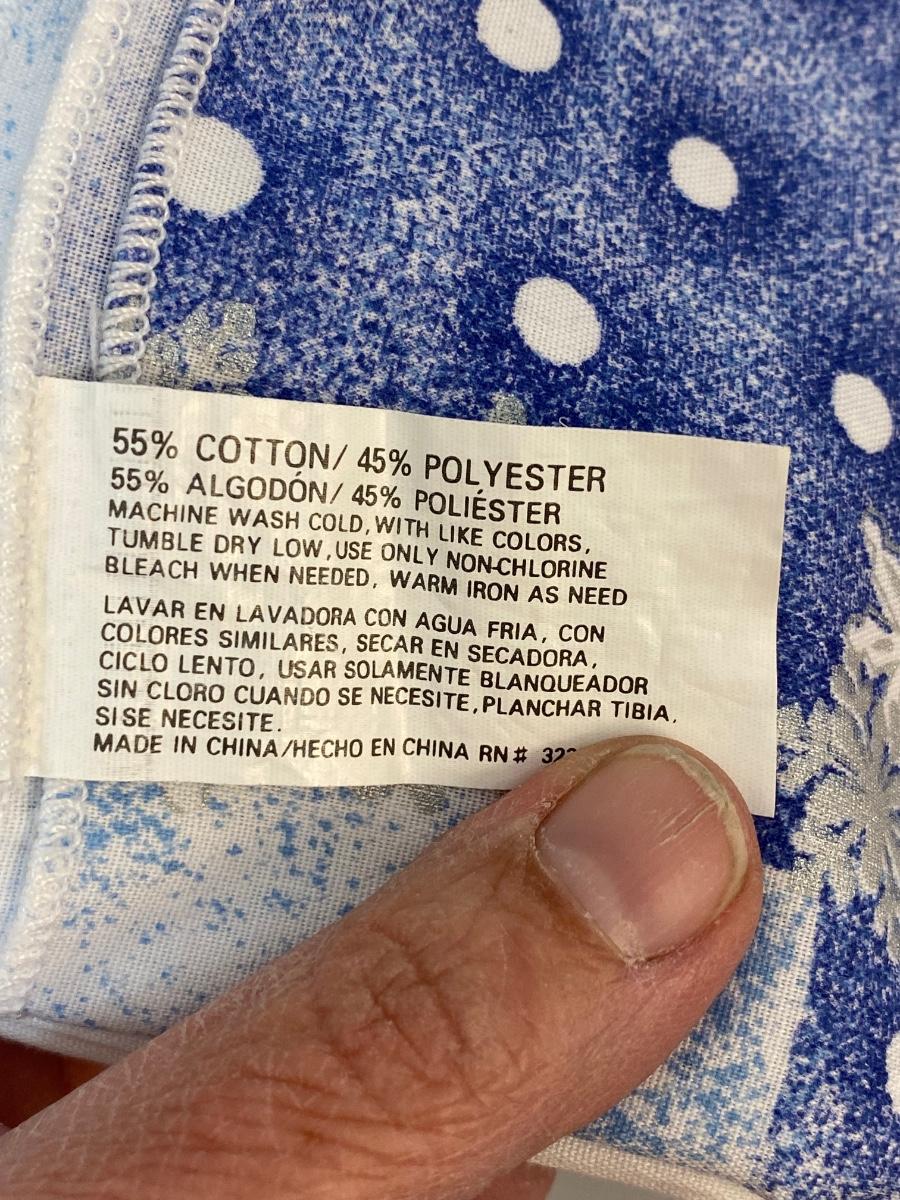 55% COTTON/ 45% POLYESTER
55% ALGODÓN/ 45% POLIÉSTER
MACHINE WASH COLD, WITH LIKE COLORS,
TUMBLE DRY LOW, USE ONLY NON-CHLORINE
BLEACH WHEN NEEDED, WARM IRON AS NEED
LAVAR EN LAVADORA CON AGUA FRIA, CON
COLORES SIMILARES, SECAR EN SECADORA,
CICLO LENTO, USAR SOLAMENTE BLANQUEADOR
SIN CLORO CUANDO SE NECESITE, PLANCHAR TIBIA,
SI SE NECESITE.
MADE IN CHINA/HECHO EN CHINA RN#